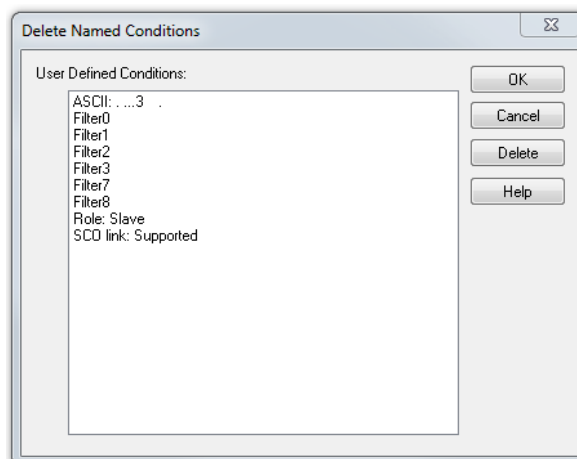 Delete Named Conditions
User Defined Conditions:
ASCII: . ...3 .
Filter0
Filter1
Filter2
Filter3
Filter7
Filter8
Role: Slave
SCO link: Supported
OK
Cancel
Delete
Help